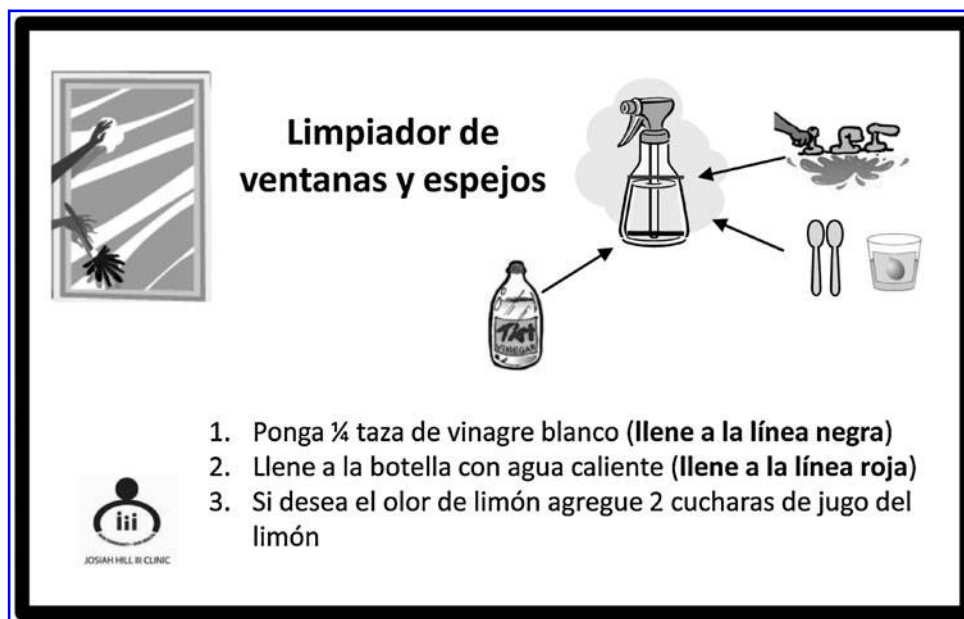 Limpiador de
ventanas y espejos
VINEGAR
1. Ponga ¼ taza de vinagre blanco (llene a la línea negra)
2. Llene a la botella con agua caliente (llene a la línea roja)
3. Si desea el olor de limón agregue 2 cucharas de jugo del
limón
iii
JOSIAH HILL III CLINIC